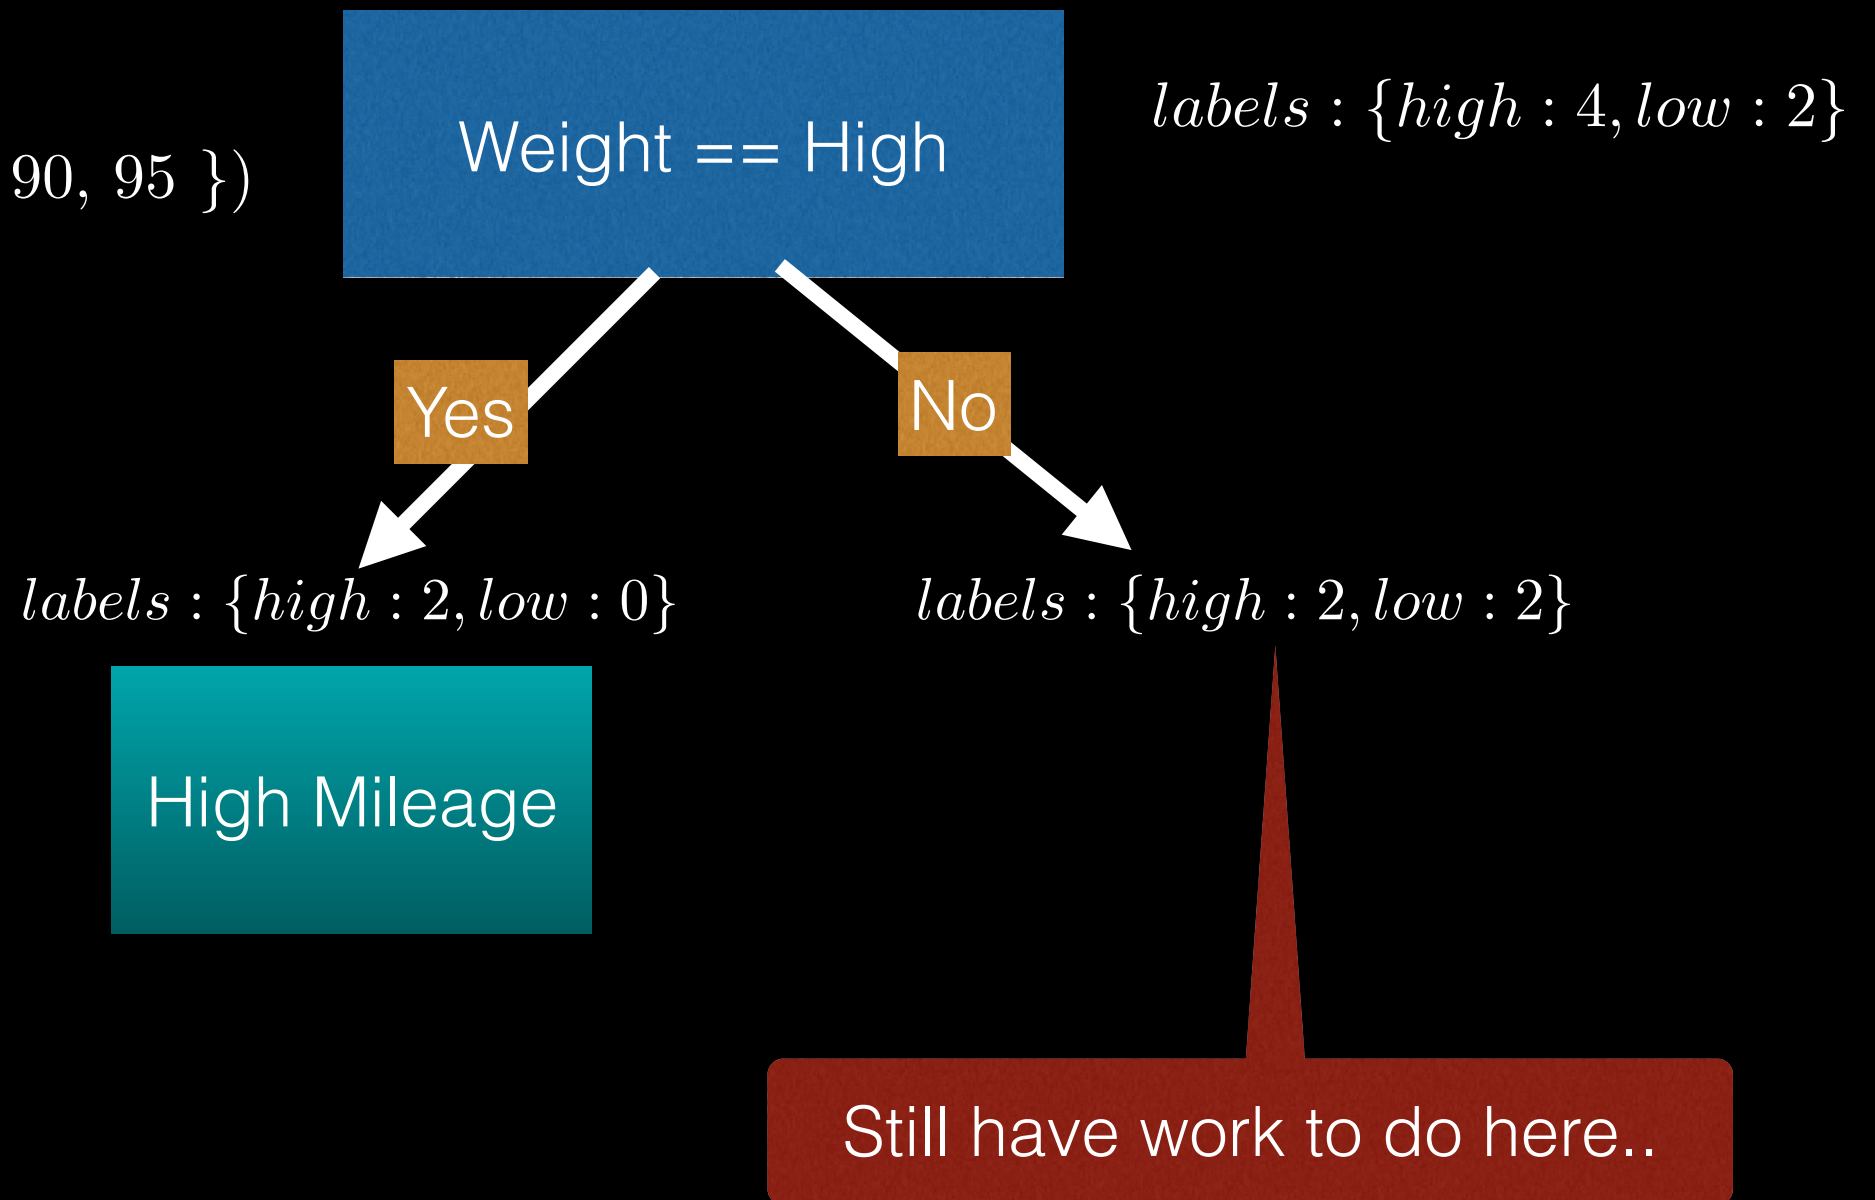 labels : {high : 4, low : 2}
Weight == High
90, 95 })
Yes
No
labels : {high : 2, low : 0}
labels : {high : 2, low : 2}
High Mileage
Still have work to do here..